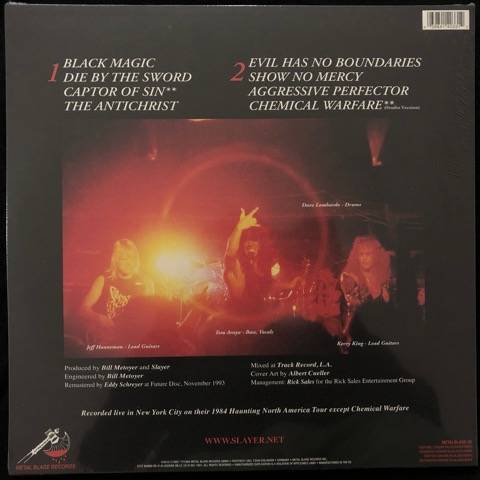 1 BLACK MAGIC
DIE BY THE SWORD
CAPTOR OF SIN**
THE ANTICHRIST
2 EVIL HAS NO BOUNDARIES
SHOW NO MERCY
AGGRESSIVE PERFECTOR
CHEMICAL WARFARE**
Dave Lombardo - Drums
Tom Araya - Bass, Vocals
Jeff Hanneman - Lead Guitars
Kerry King - Lead Guitars
Produced by Bill Metoyer and Slayer
Engineered by Bill Metoyer
Remastered by Eddy Schreyer at Future Disc, November 1993
Mixed at Track Record, L.A.
Cover Art by Albert Cueller
Management: Rick Sales for the Rick Sales Entertainment Group
Recorded live in New York City on their 1984 Haunting North America Tour except Chemical Warfare
WWW.SLAYER.NET
METAL BLADE RECORDS